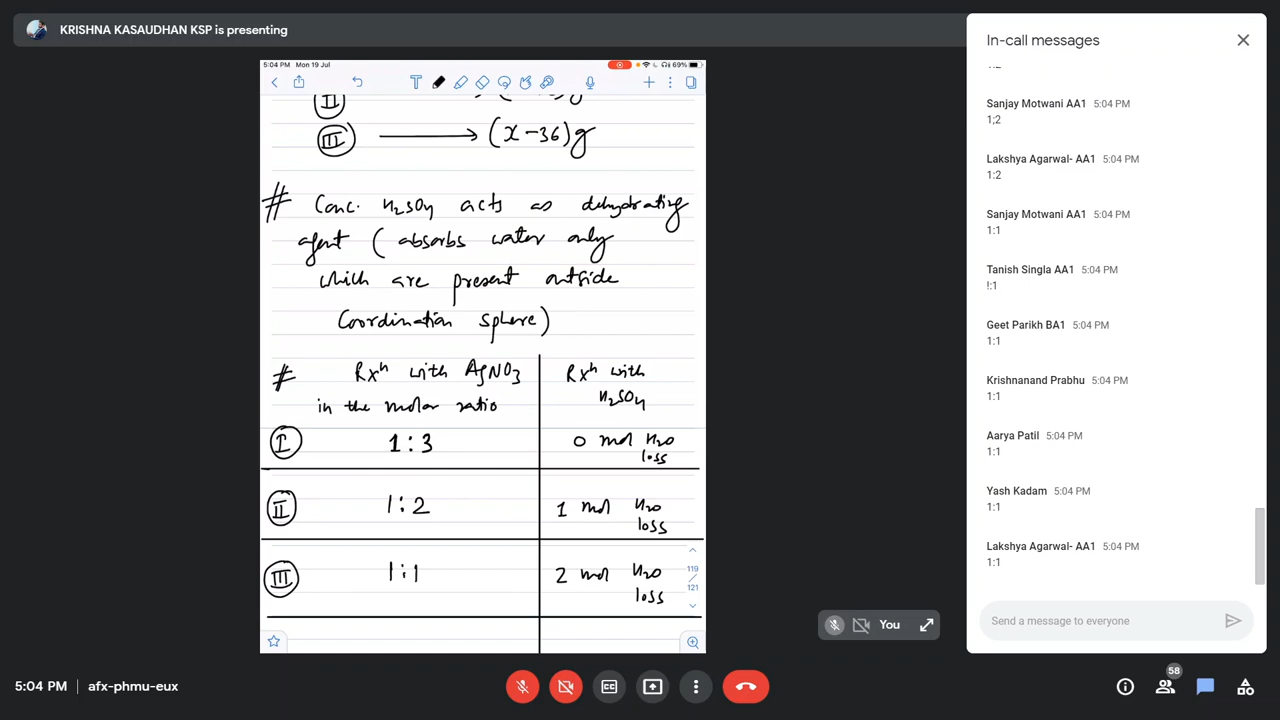 KRISHNA KASAUDHAN KSP is presenting
5:04 PM Mon 19 Jul
69%
II
III ⟶ (x-36)g
# Conc. H2SO4 acts as dehydrating
agent ( absorbs water only
which are present outside
Coordination sphere)
# Rxn with AgNO3
in the molar ratio
Rxn with
H2SO4
I 1:3 0 mol H2O
loss
II 1:2 1 mol H2O
loss
III 1:1 2 mol H2O
loss
119
/
121
You
In-call messages
Sanjay Motwani AA1 5:04 PM
1;2
Lakshya Agarwal- AA1 5:04 PM
1:2
Sanjay Motwani AA1 5:04 PM
1:1
Tanish Singla AA1 5:04 PM
!:1
Geet Parikh BA1 5:04 PM
1:1
Krishnanand Prabhu 5:04 PM
1:1
Aarya Patil 5:04 PM
1:1
Yash Kadam 5:04 PM
1:1
Lakshya Agarwal- AA1 5:04 PM
1:1
Send a message to everyone
5:04 PM | afx-phmu-eux
58